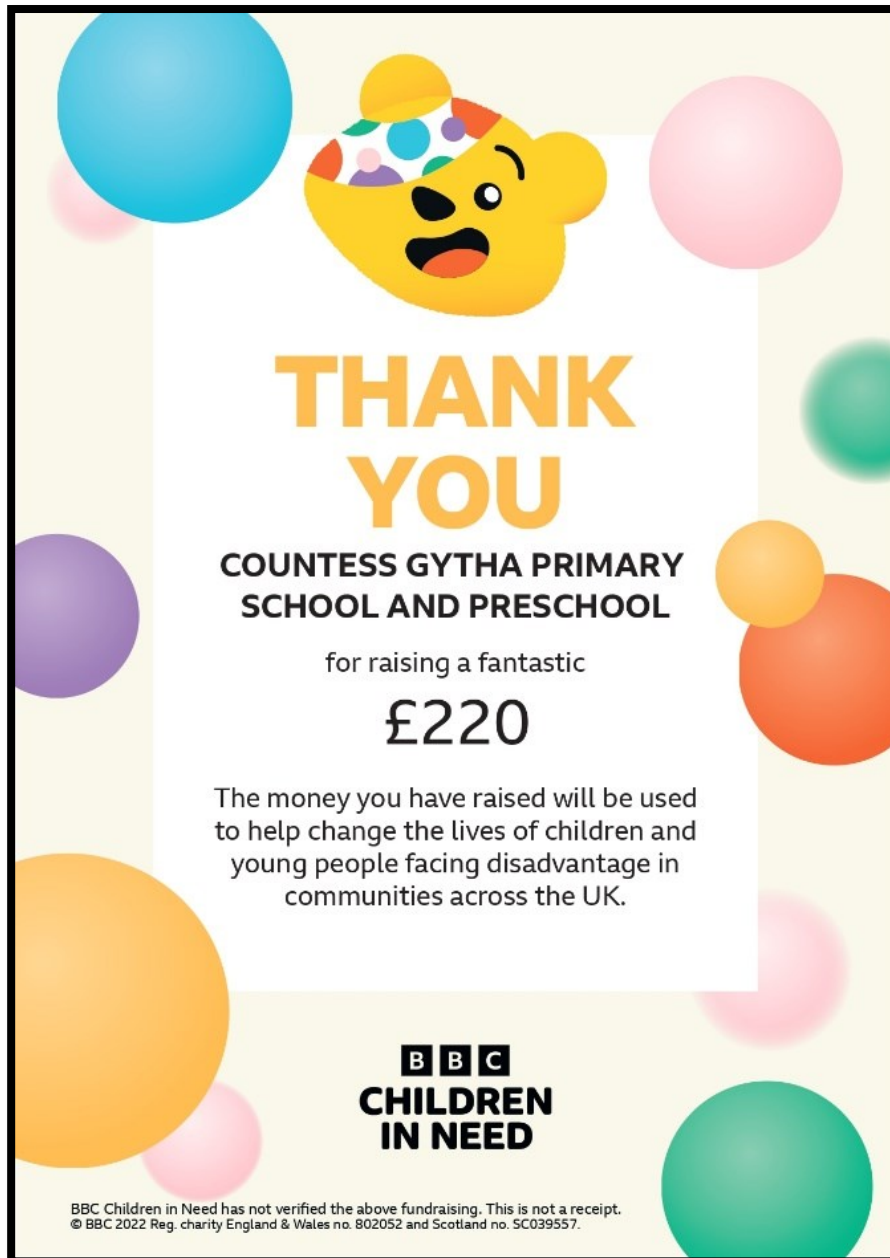 THANK
YOU
COUNTESS GYTHA PRIMARY
SCHOOL AND PRESCHOOL
for raising a fantastic
£220
The money you have raised will be used
to help change the lives of children and
young people facing disadvantage in
communities across the UK.
BBC
CHILDREN
IN NEED
BBC Children in Need has not verified the above fundraising. This is not a receipt.
© BBC 2022 Reg. charity England & Wales no. 802052 and Scotland no. SC039557.